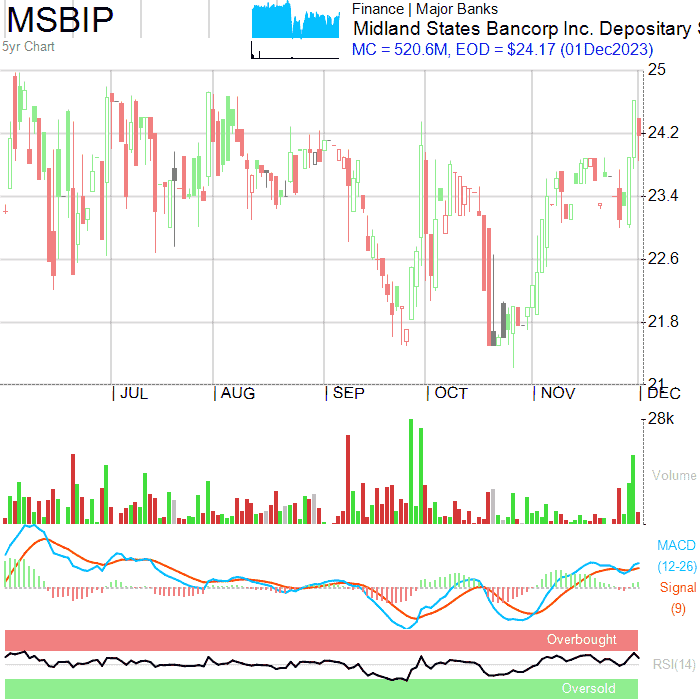 MSBIP
5yr Chart
Finance | Major Banks
Midland States Bancorp Inc. Depositary
MC = 520.6M, EOD = $24.17 (01Dec2023)
25
24.2
23.4
22.6
21.8
21
JUL AUG SEP OCT NOV DEC
28k
Volume
MACD
(12-26)
Signal
(9)
Overbought
RSI(14)
Oversold